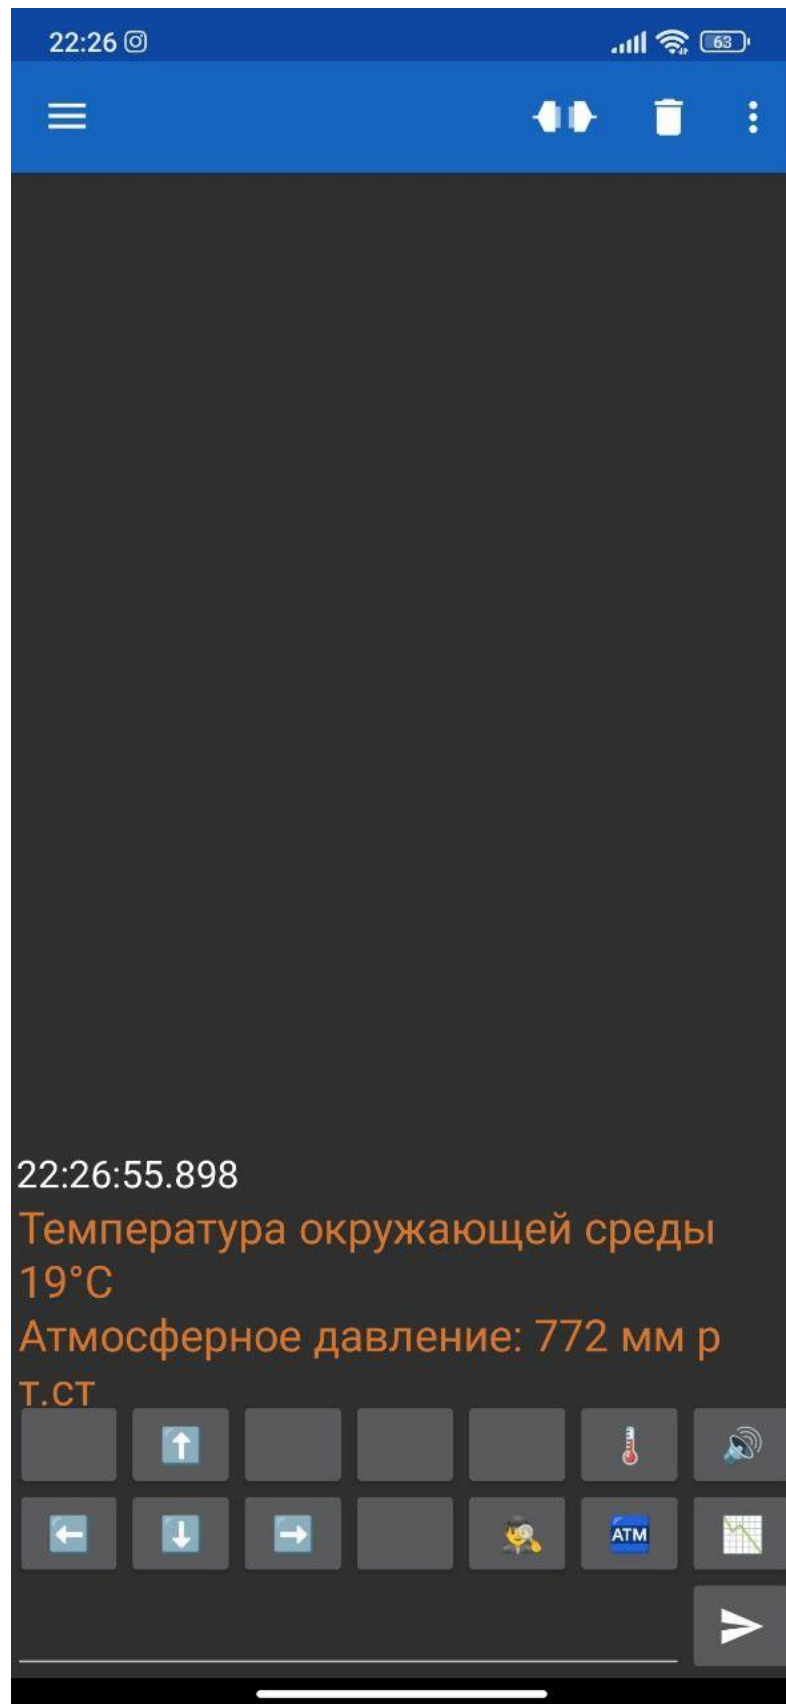 22:26
63
22:26:55.898
Температура окружающей среды
19°C
Атмосферное давление: 772 мм р
т.ст
ATM